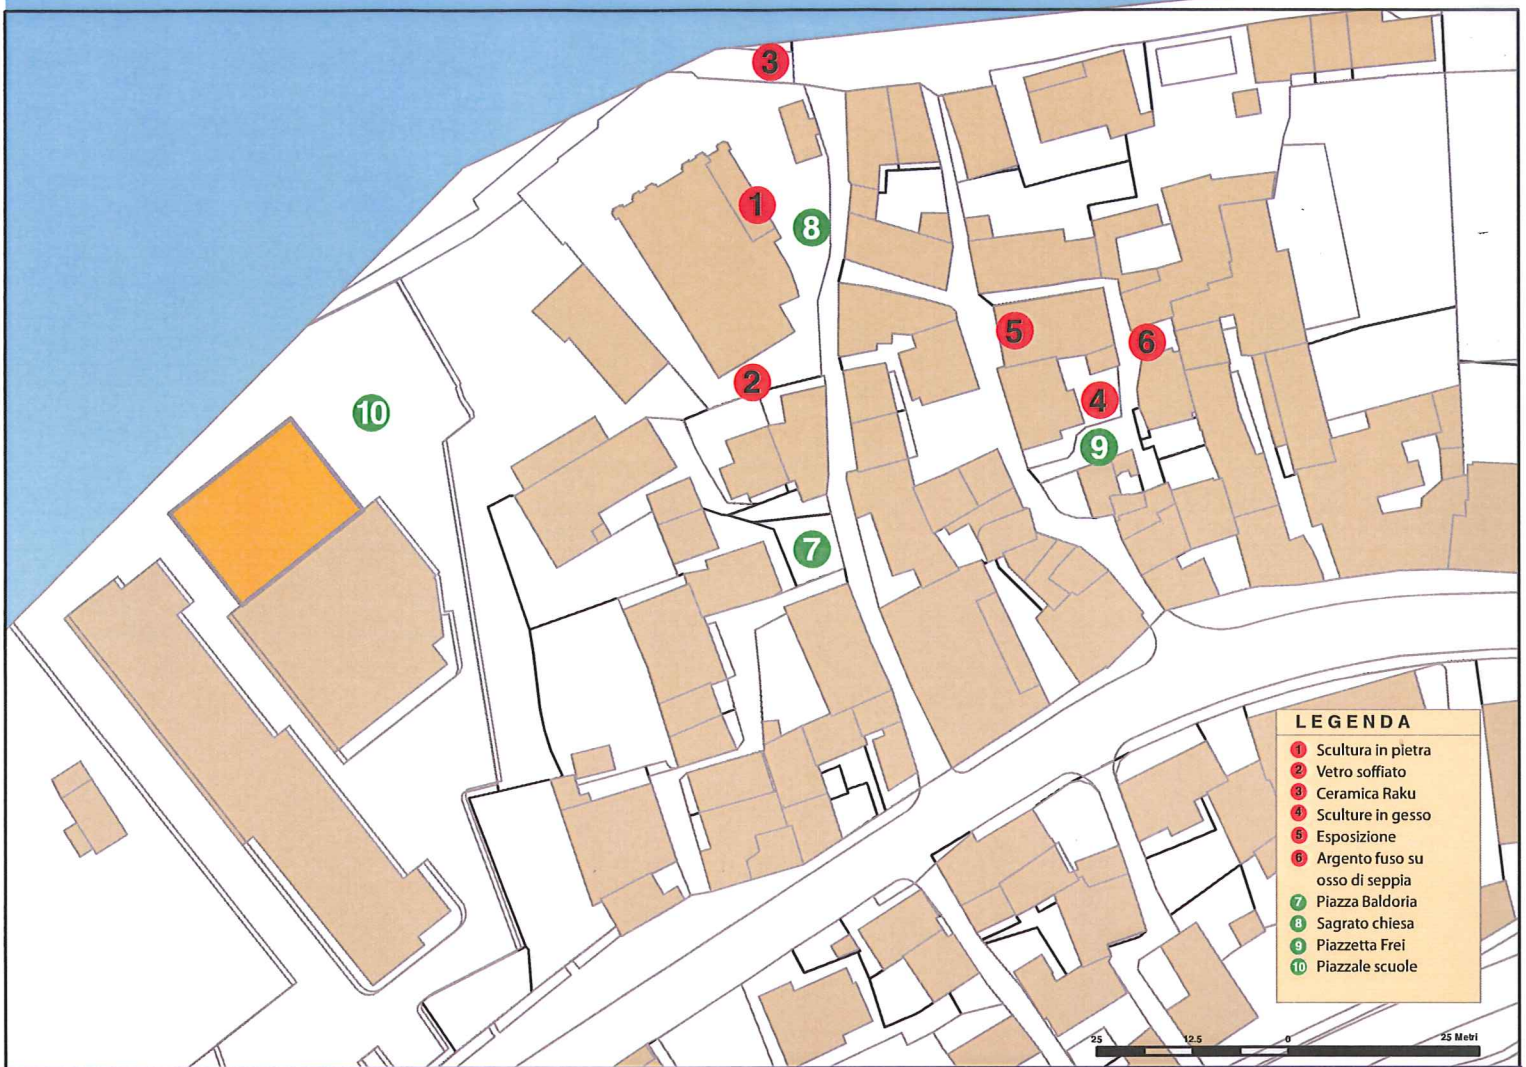 3
1
8
5
6
2
4
10
9
7
LEGENDA
1 Scultura in pietra
2 Vetro soffiato
3 Ceramica Raku
4 Sculture in gesso
5 Esposizione
6 Argento fuso su
osso di seppia
7 Piazza Baldoria
8 Sagrato chiesa
9 Piazzetta Frei
10 Piazzale scuole
25 12.5 0 25 Metri